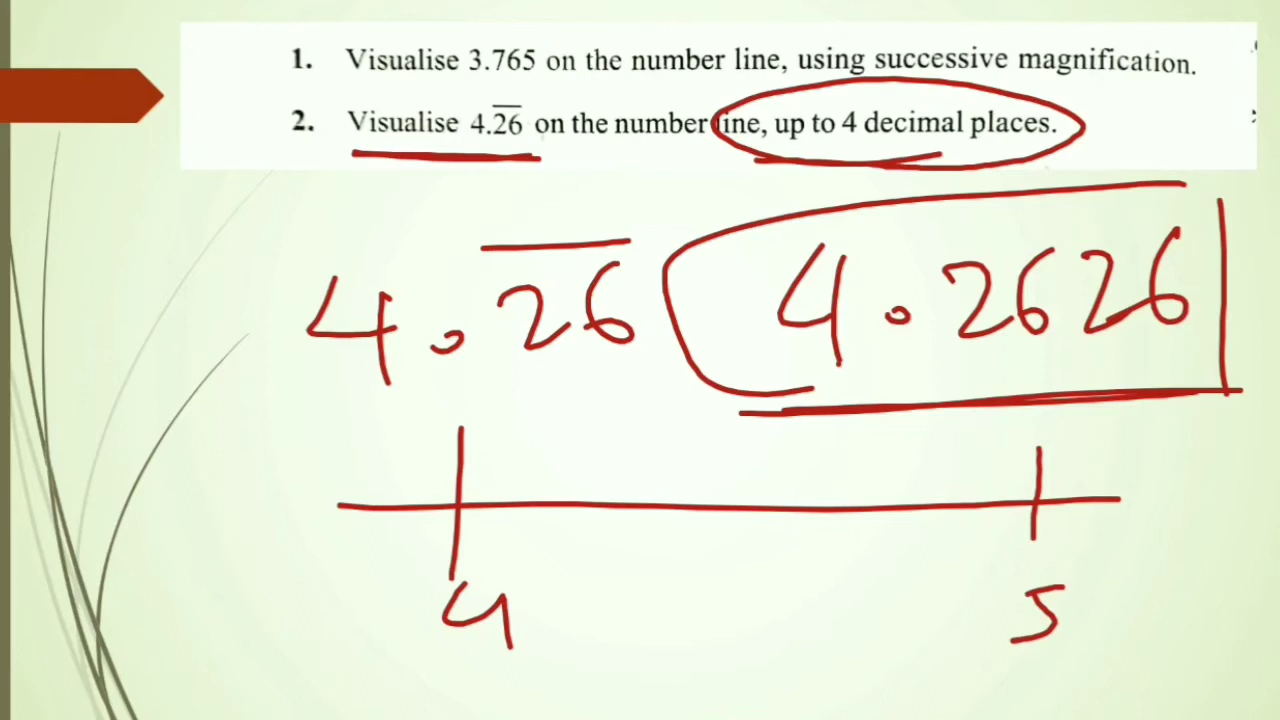 1. Visualise 3.765 on the number line, using successive magnification.
2. Visualise 4.2̅6̅ on the number line, up to 4 decimal places.
4.2̅6̅ 4.2626
4 5